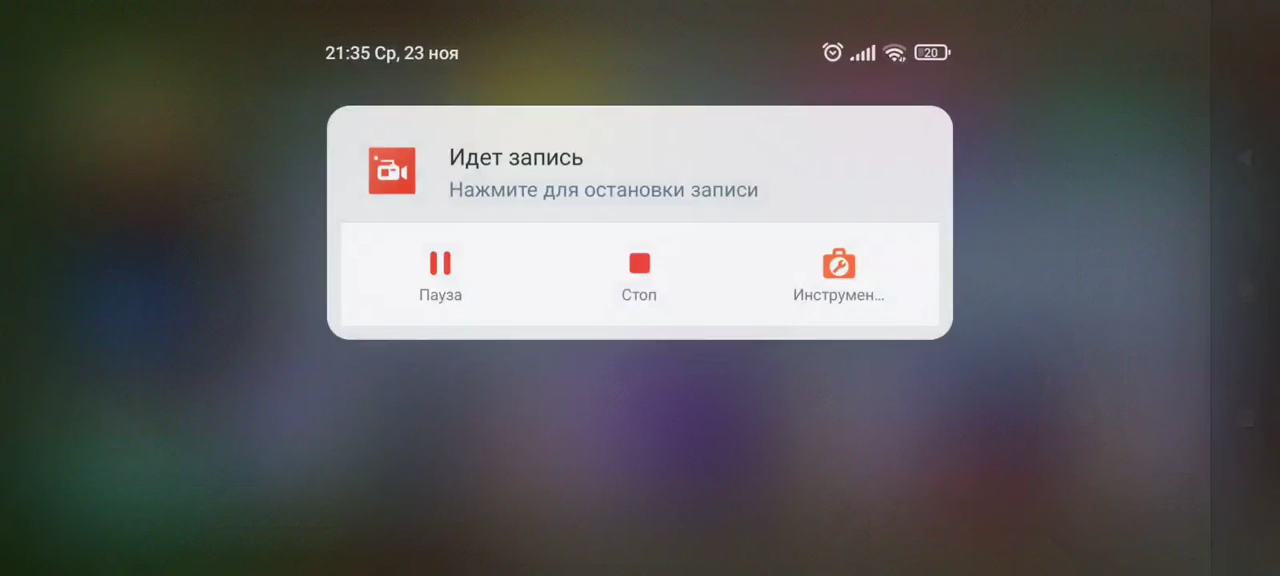 21:35 Ср, 23 ноя
20
Идет запись
Нажмите для остановки записи
Пауза
Стоп
Инструмен...